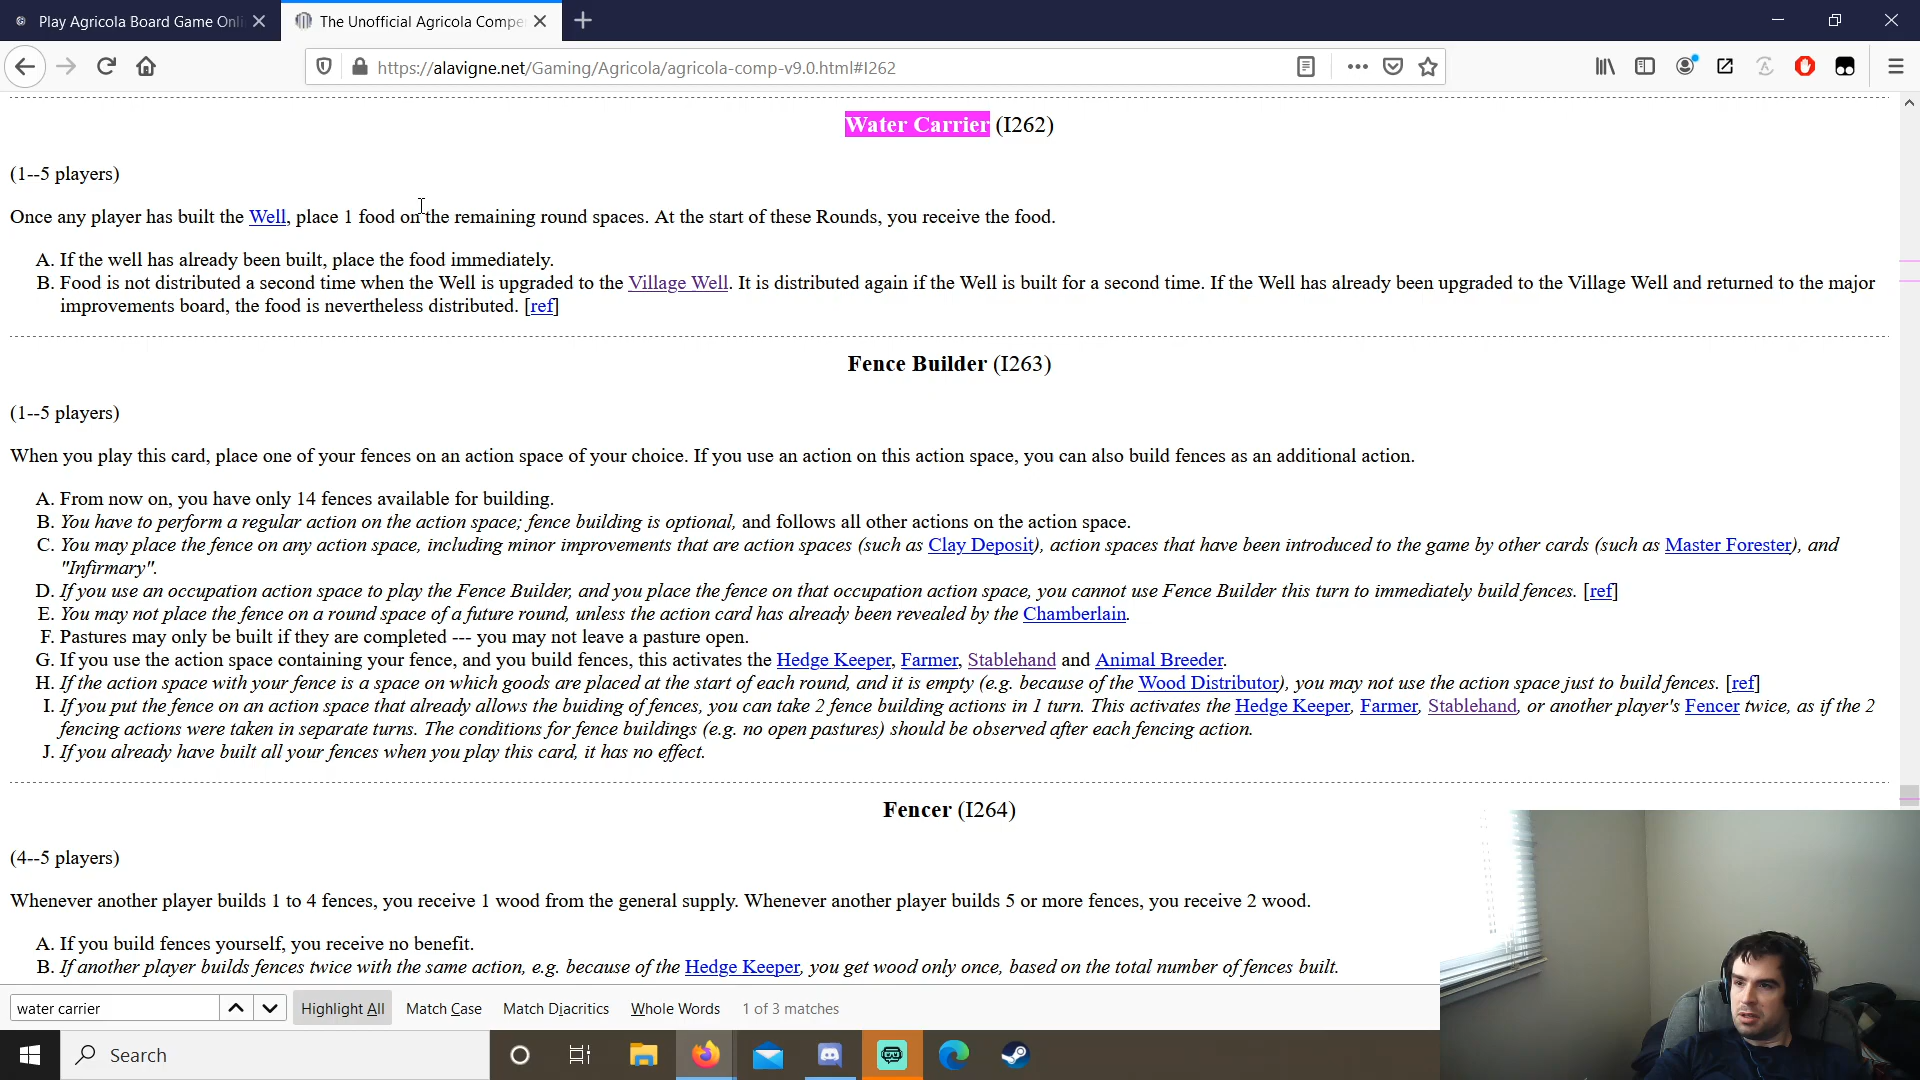 Play Agricola Board Game Onli
The Unofficial Agricola Compe
https://alavigne.net/Gaming/Agricola/agricola-comp-v9.0.html#I262
Water Carrier (I262)
(1--5 players)
Once any player has built the Well, place 1 food on the remaining round spaces. At the start of these Rounds, you receive the food.
A. If the well has already been built, place the food immediately.
B. Food is not distributed a second time when the Well is upgraded to the Village Well. It is distributed again if the Well is built for a second time. If the Well has already been upgraded to the Village Well and returned to the major
improvements board, the food is nevertheless distributed. [ref]
Fence Builder (I263)
(1--5 players)
When you play this card, place one of your fences on an action space of your choice. If you use an action on this action space, you can also build fences as an additional action.
A. From now on, you have only 14 fences available for building.
B. You have to perform a regular action on the action space; fence building is optional, and follows all other actions on the action space.
C. You may place the fence on any action space, including minor improvements that are action spaces (such as Clay Deposit), action spaces that have been introduced to the game by other cards (such as Master Forester), and
"Infirmary".
D. If you use an occupation action space to play the Fence Builder, and you place the fence on that occupation action space, you cannot use Fence Builder this turn to immediately build fences. [ref]
E. You may not place the fence on a round space of a future round, unless the action card has already been revealed by the Chamberlain.
F. Pastures may only be built if they are completed --- you may not leave a pasture open.
G. If you use the action space containing your fence, and you build fences, this activates the Hedge Keeper, Farmer, Stablehand and Animal Breeder.
H. If the action space with your fence is a space on which goods are placed at the start of each round, and it is empty (e.g. because of the Wood Distributor), you may not use the action space just to build fences. [ref]
I. If you put the fence on an action space that already allows the buiding of fences, you can take 2 fence building actions in 1 turn. This activates the Hedge Keeper, Farmer, Stablehand, or another player's Fencer twice, as if the 2
fencing actions were taken in separate turns. The conditions for fence buildings (e.g. no open pastures) should be observed after each fencing action.
J. If you already have built all your fences when you play this card, it has no effect.
Fencer (I264)
(4--5 players)
Whenever another player builds 1 to 4 fences, you receive 1 wood from the general supply. Whenever another player builds 5 or more fences, you receive 2 wood.
A. If you build fences yourself, you receive no benefit.
B. If another player builds fences twice with the same action, e.g. because of the Hedge Keeper, you get wood only once, based on the total number of fences built.
water carrier
Highlight All
Match Case
Match Diacritics
Whole Words
1 of 3 matches
Search